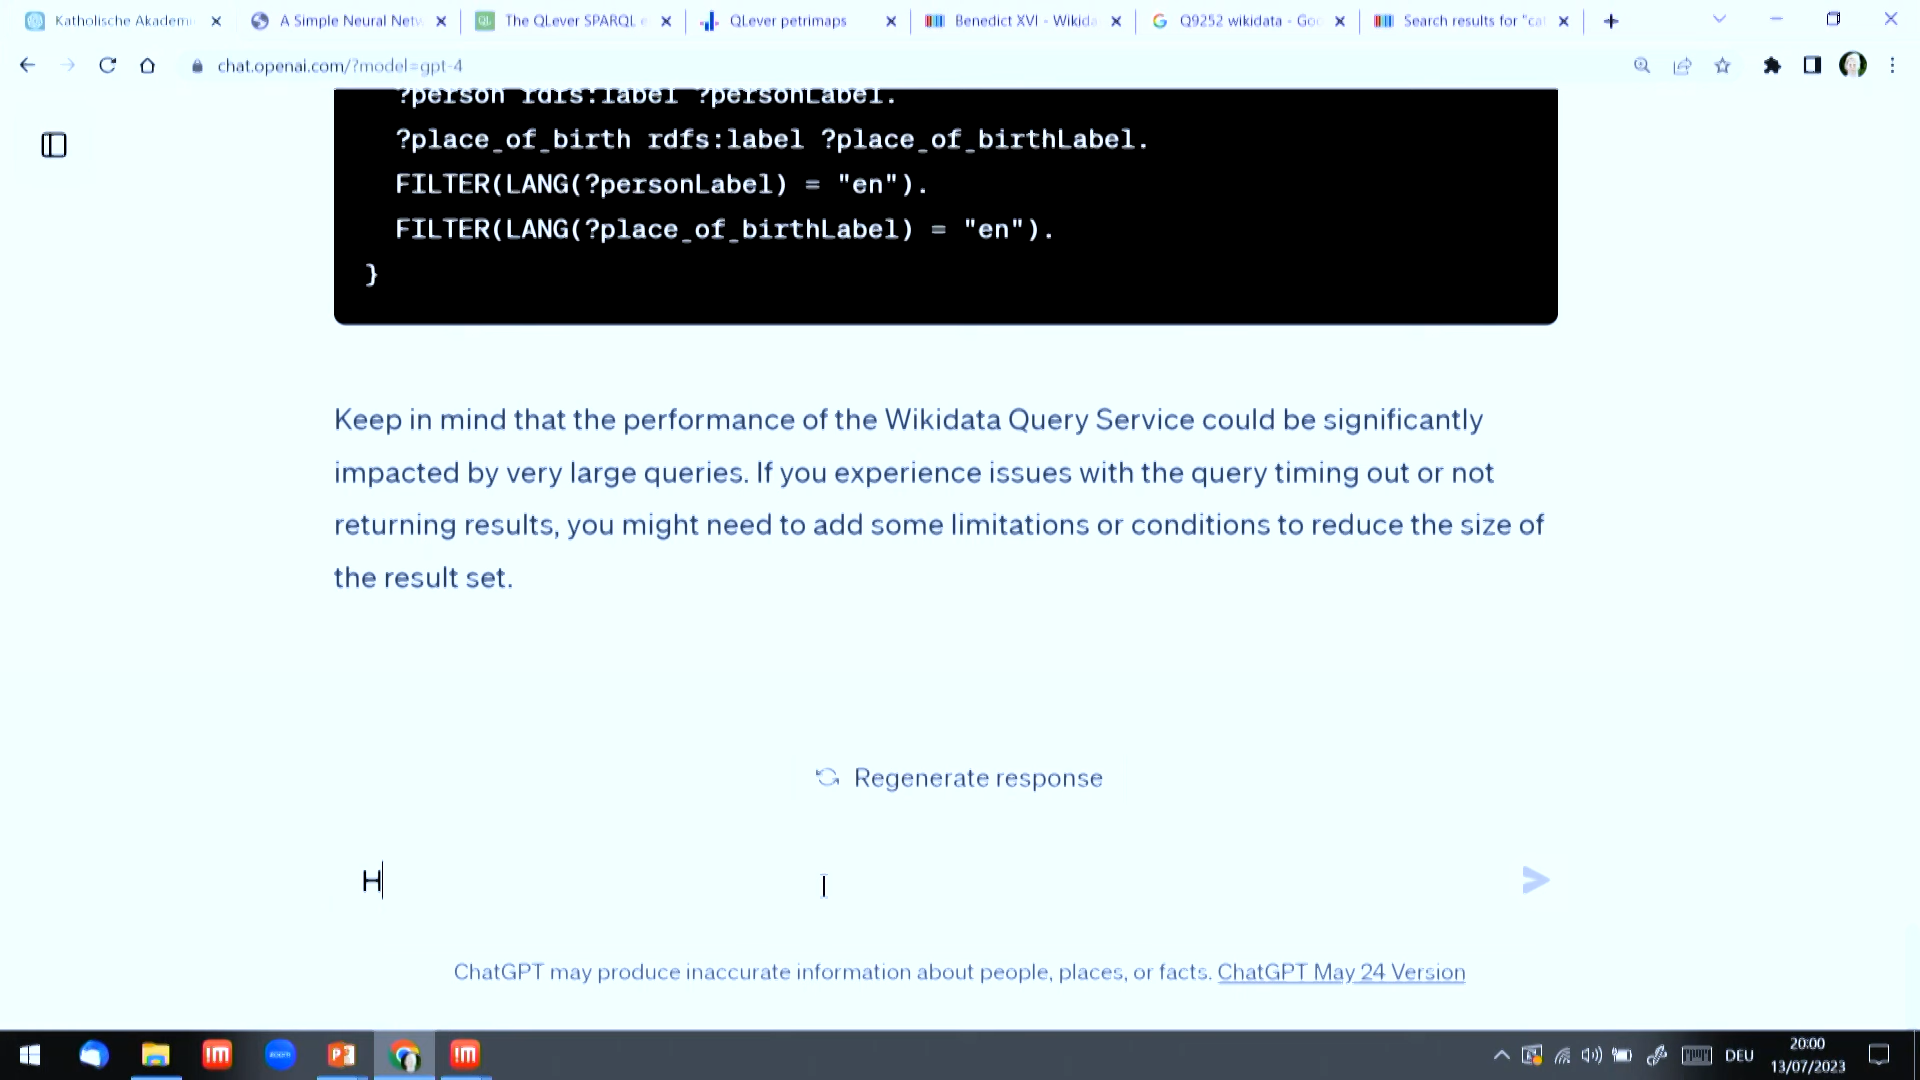 Katholische Akademi
A Simple Neural Netw
The QLever SPARQL e
QLever petrimaps
Benedict XVI - Wikida
Q9252 wikidata - Goo
Search results for "cat
chat.openai.com/?model=gpt-4
?person rdfs:label ?personLabel.
?place_of_birth rdfs:label ?place_of_birthLabel.
FILTER(LANG(?personLabel) = "en").
FILTER(LANG(?place_of_birthLabel) = "en").
}
Keep in mind that the performance of the Wikidata Query Service could be significantly
impacted by very large queries. If you experience issues with the query timing out or not
returning results, you might need to add some limitations or conditions to reduce the size of
the result set.
Regenerate response
H
ChatGPT may produce inaccurate information about people, places, or facts. ChatGPT May 24 Version
DEU
20:00
13/07/2023